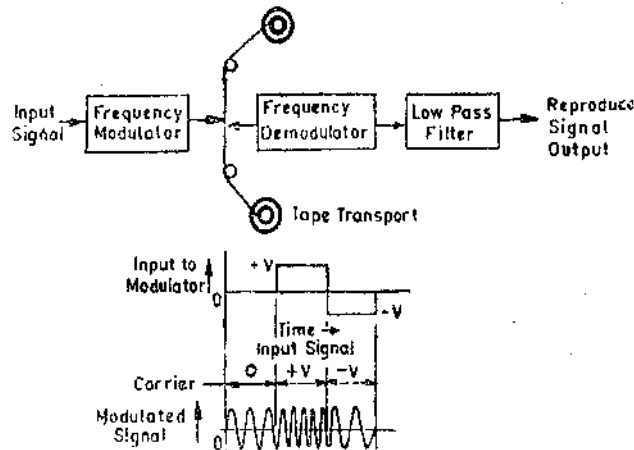 Input
Signal
Frequency
Modulator
Frequency
Demodulator
Low Pass
Filter
Reproduce
Signal
Output
Tape Transport
Input to
Modulator
+V
0
-V
Time →
Input Signal
Carrier
0
+V
-V
Modulated
Signal
0